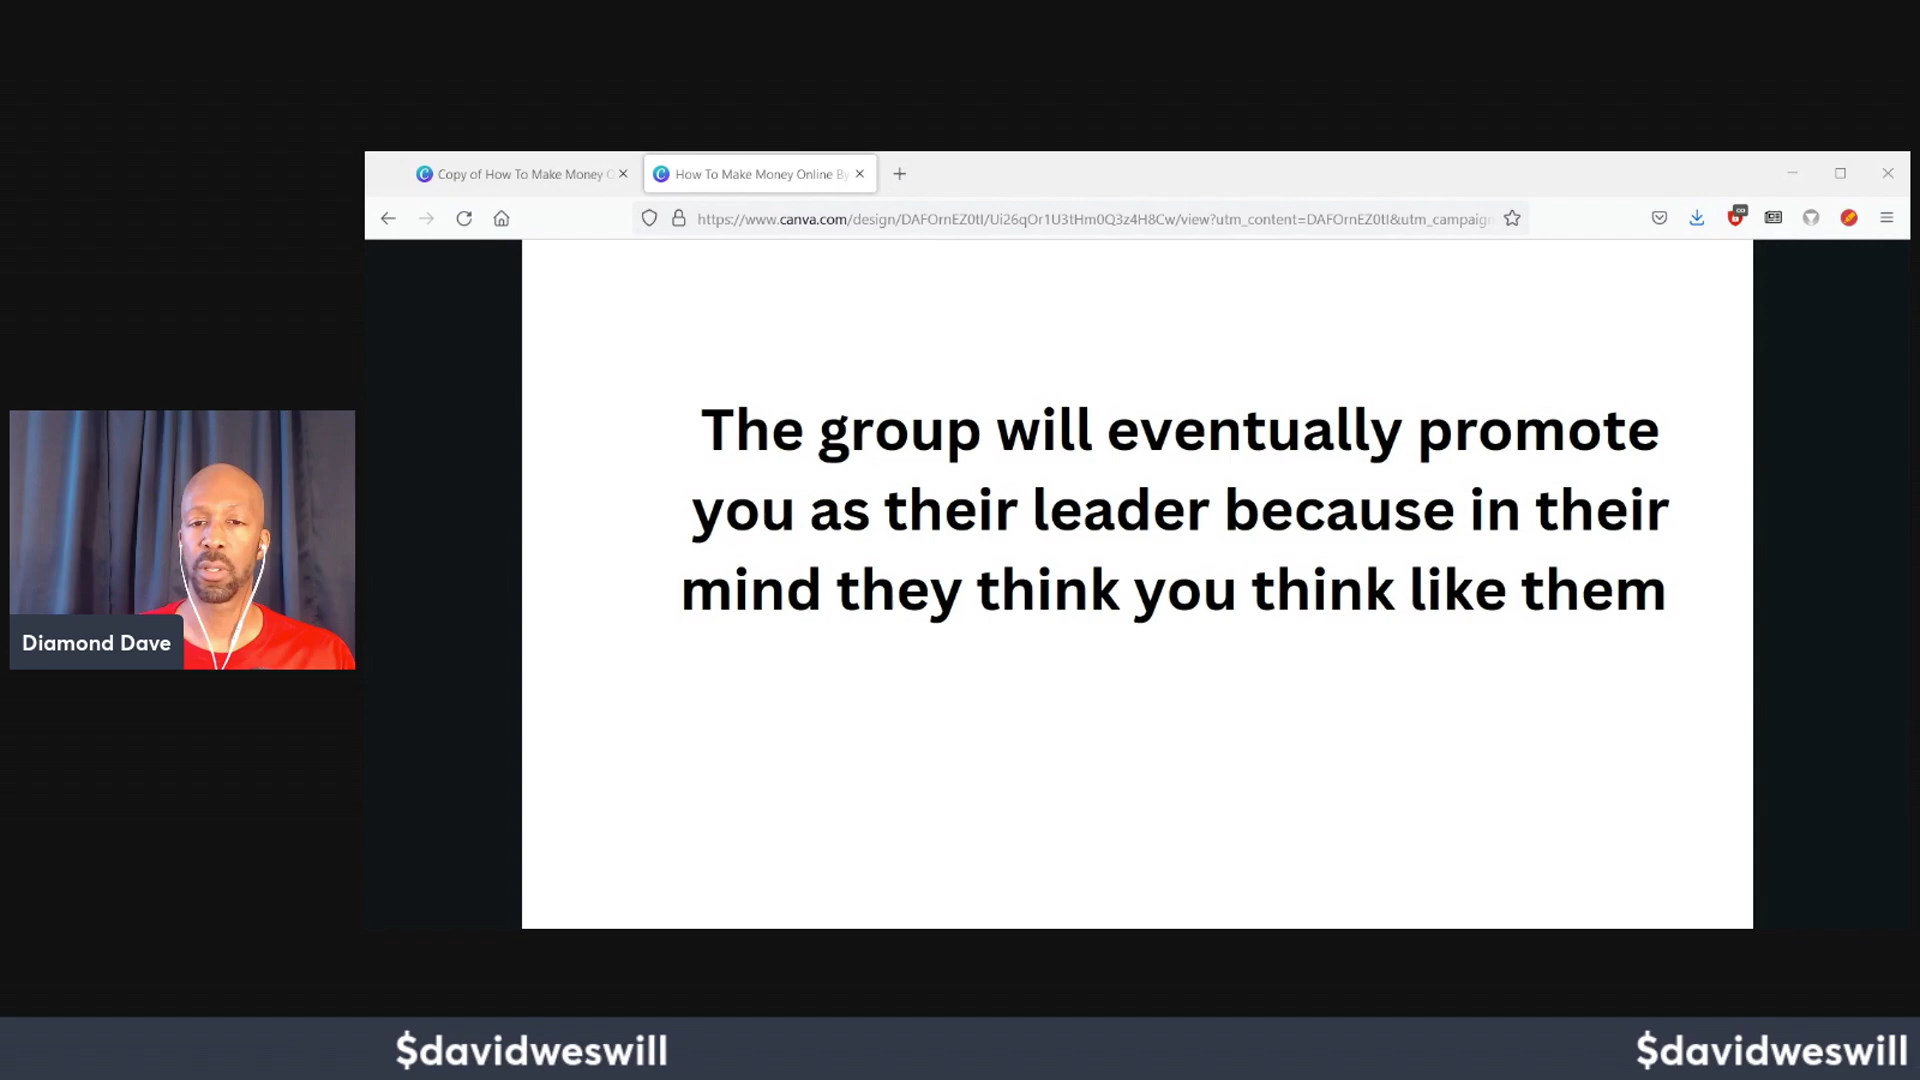 Copy of How To Make Money O
How To Make Money Online By
https://www.canva.com/design/DAFOrnEZ0tI/Ui26qOr1U3tHm0Q3z4H8Cw/view?utm_content=DAFOrnEZ0tI&utm_campaign
The group will eventually promote
you as their leader because in their
mind they think you think like them
Diamond Dave
$davidweswill
$davidweswill